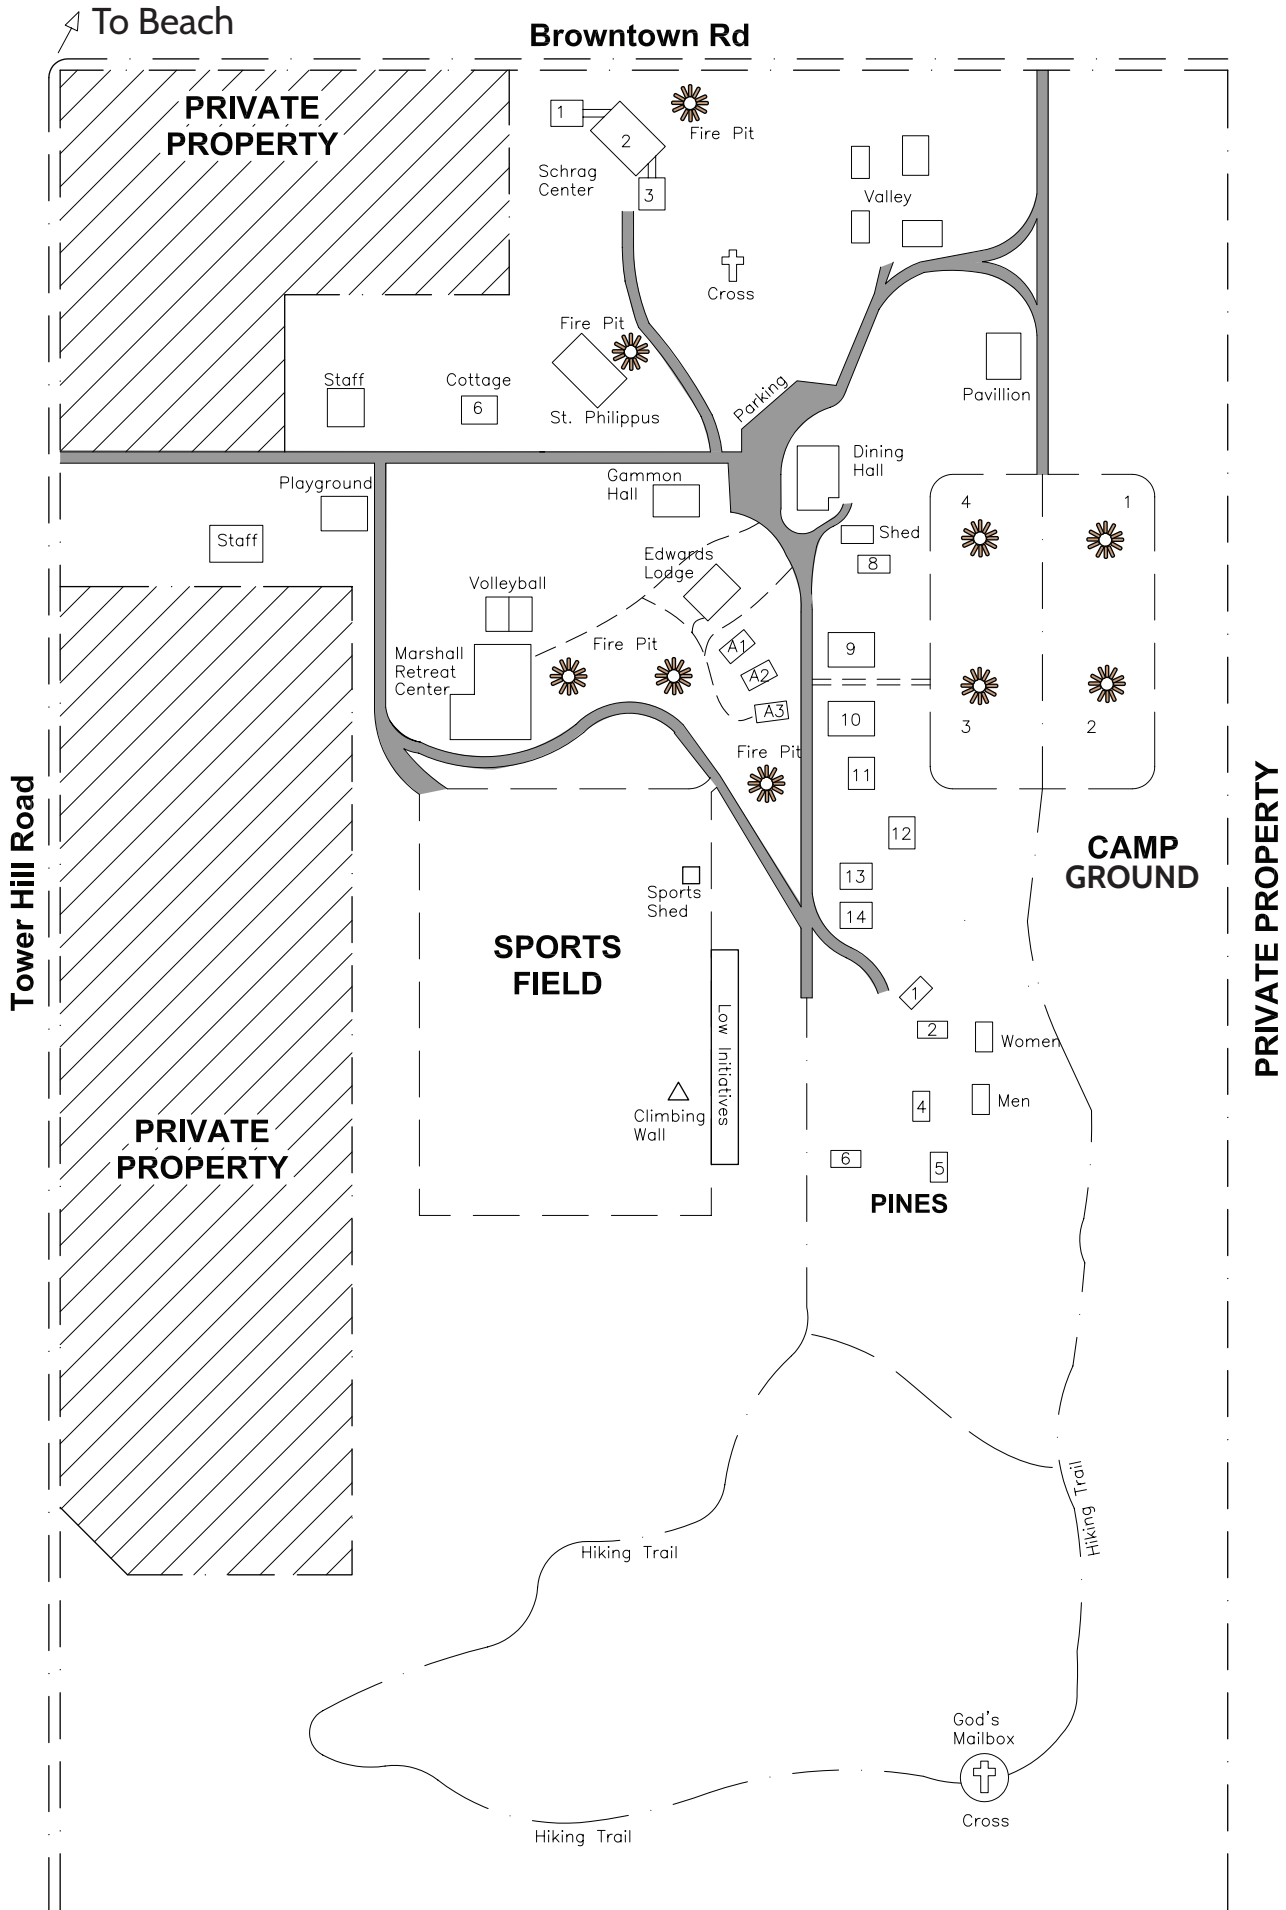 To Beach
Browntown Rd
PRIVATE
PROPERTY
1
2
3
Fire Pit
Schrag
Center
Valley
Cross
Fire Pit
St. Philippus
Staff
Cottage
6
Parking
Pavillion
Dining
Hall
Playground
Gammon
Hall
Staff
Shed
8
4
1
3
2
Edwards
Lodge
Volleyball
Marshall
Retreat
Center
Fire Pit
A1
A2
A3
Fire Pit
9
10
11
12
13
14
CAMP
GROUND
Tower Hill Road
PRIVATE PROPERTY
Sports
Shed
SPORTS
FIELD
Low Initiatives
Climbing
Wall
1
2
Women
4
Men
6
5
PINES
PRIVATE
PROPERTY
Hiking Trail
Hiking Trail
God's
Mailbox
Cross
Hiking Trail